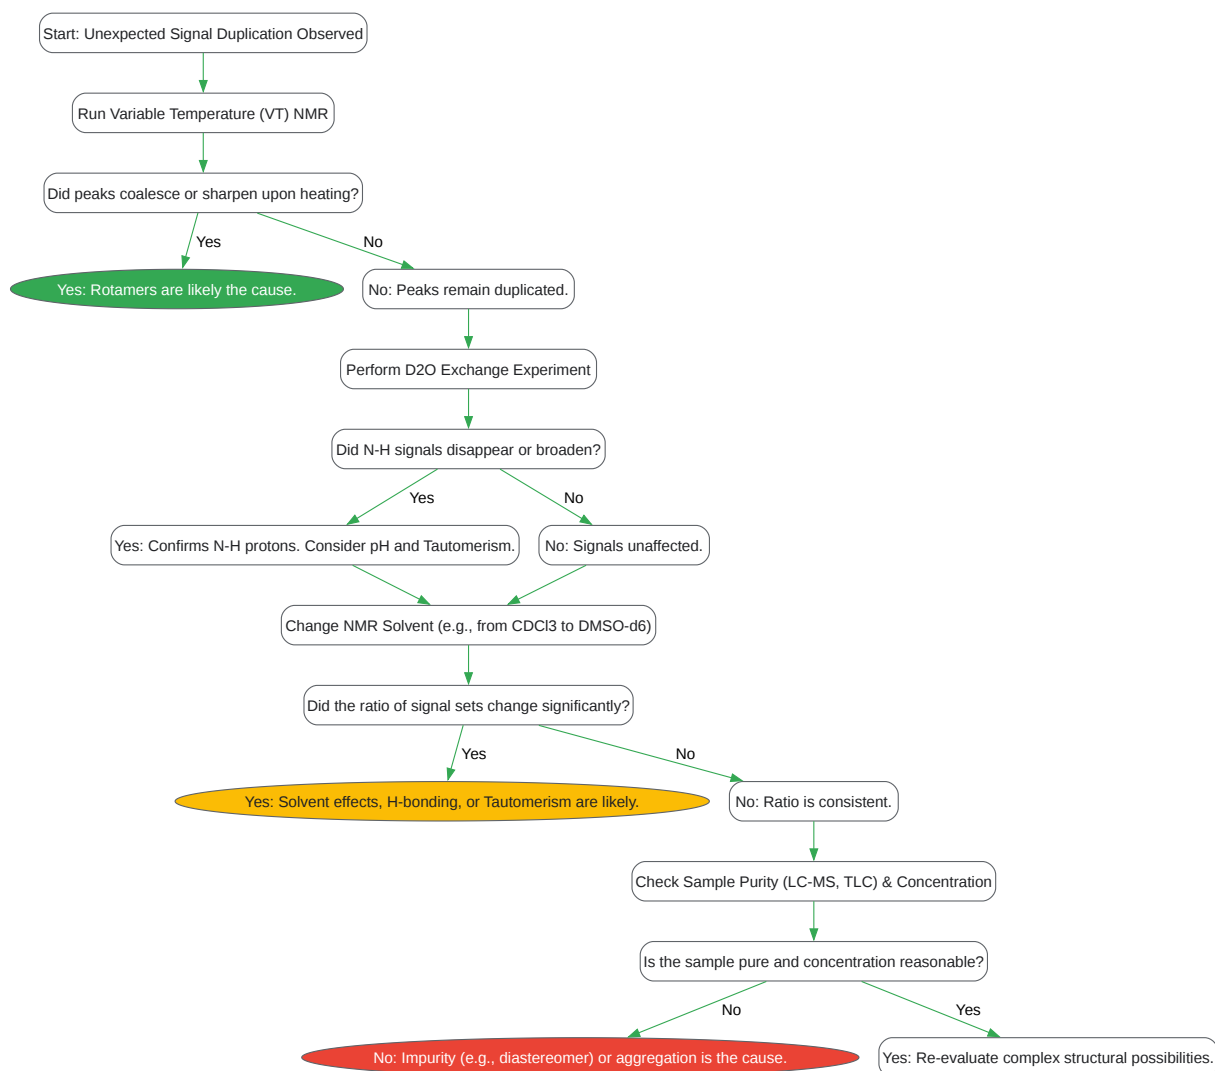 Start: Unexpected Signal Duplication Observed
Run Variable Temperature (VT) NMR
Did peaks coalesce or sharpen upon heating?
Yes
No
Yes: Rotamers are likely the cause.
No: Peaks remain duplicated.
Perform D2O Exchange Experiment
Did N-H signals disappear or broaden?
Yes
No
Yes: Confirms N-H protons. Consider pH and Tautomerism.
No: Signals unaffected.
Change NMR Solvent (e.g., from CDCl3 to DMSO-d6)
Did the ratio of signal sets change significantly?
Yes
No
Yes: Solvent effects, H-bonding, or Tautomerism are likely.
No: Ratio is consistent.
Check Sample Purity (LC-MS, TLC) & Concentration
Is the sample pure and concentration reasonable?
No
Yes
No: Impurity (e.g., diastereomer) or aggregation is the cause.
Yes: Re-evaluate complex structural possibilities.